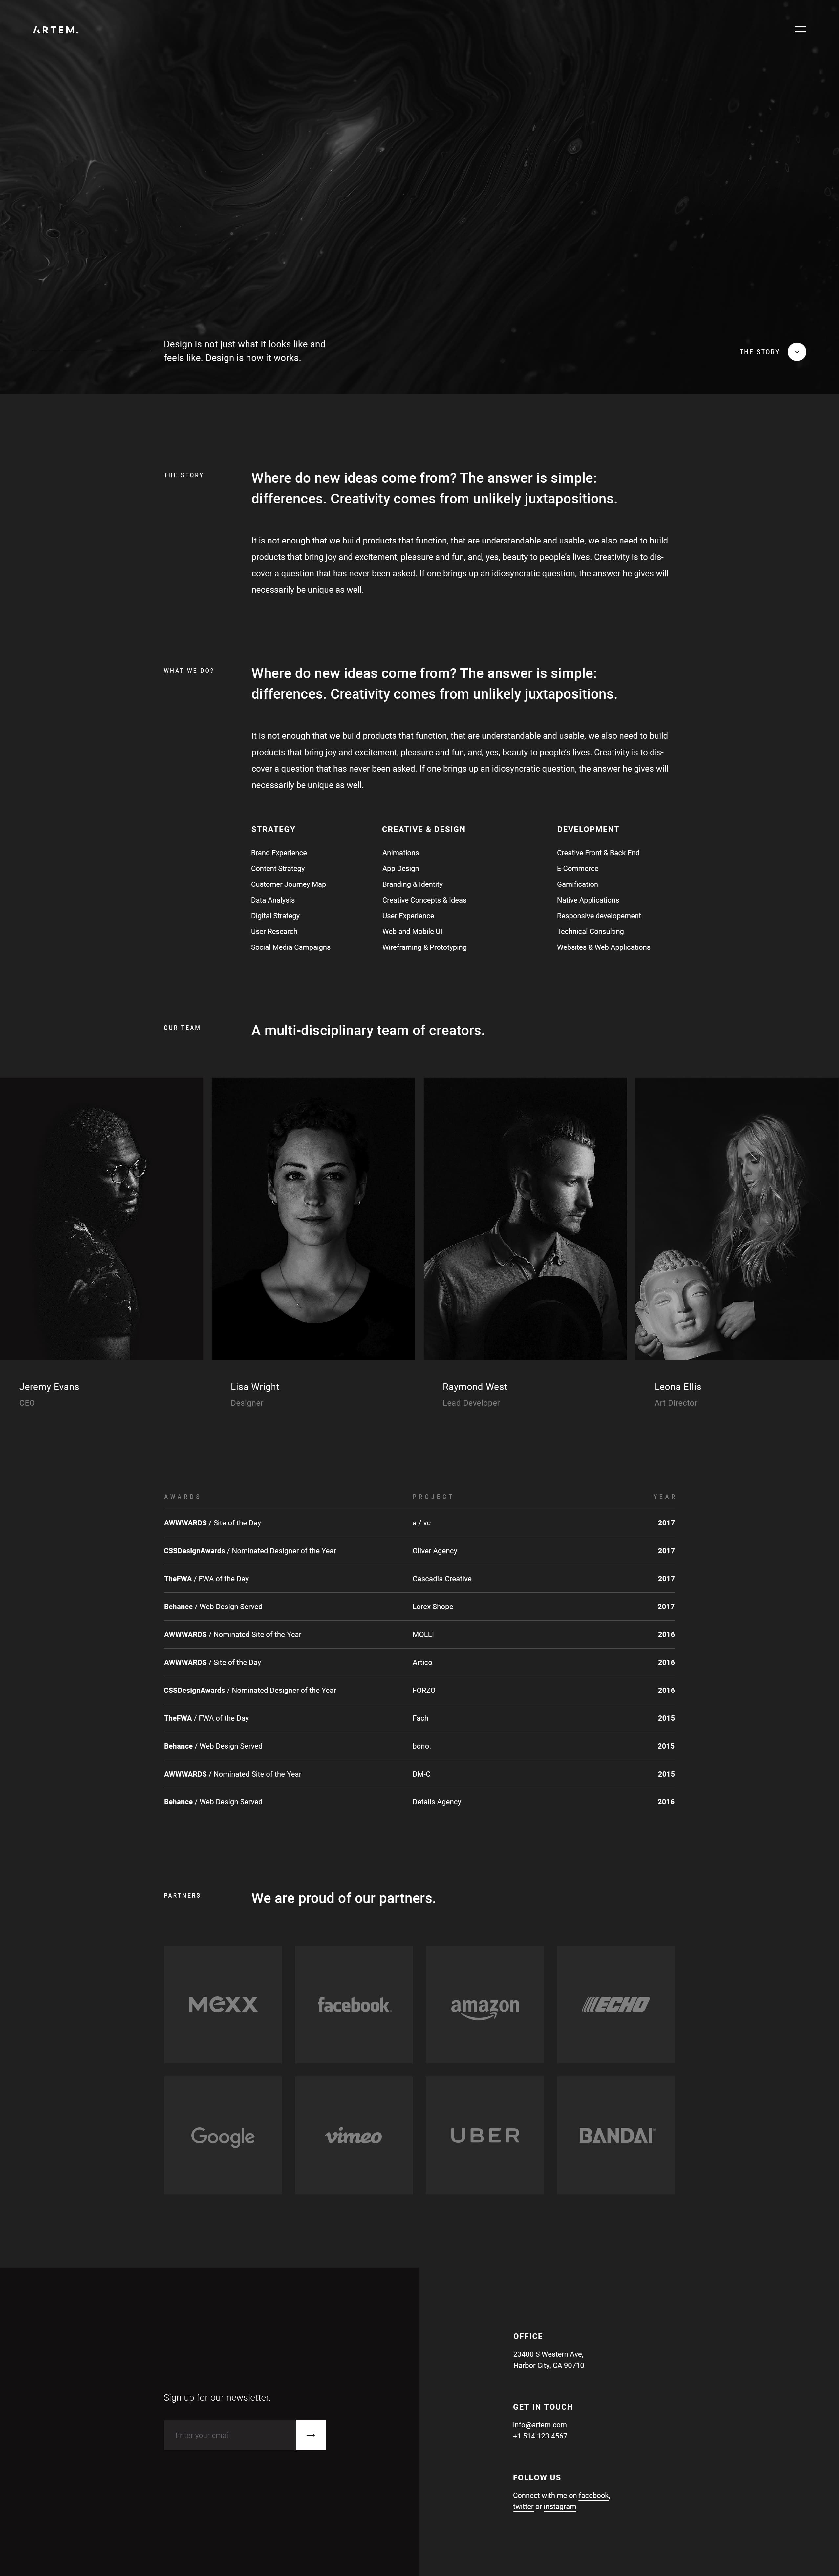 ARTEM.
Design is not just what it looks like and
feels like. Design is how it works.
THE STORY
THE STORY
Where do new ideas come from? The answer is simple:
differences. Creativity comes from unlikely juxtapositions.
It is not enough that we build products that function, that are understandable and usable, we also need to build
products that bring joy and excitement, pleasure and fun, and, yes, beauty to people's lives. Creativity is to dis-
cover a question that has never been asked. If one brings up an idiosyncratic question, the answer he gives will
necessarily be unique as well.
WHAT WE DO?
Where do new ideas come from? The answer is simple:
differences. Creativity comes from unlikely juxtapositions.
It is not enough that we build products that function, that are understandable and usable, we also need to build
products that bring joy and excitement, pleasure and fun, and, yes, beauty to people's lives. Creativity is to dis-
cover a question that has never been asked. If one brings up an idiosyncratic question, the answer he gives will
necessarily be unique as well.
STRATEGY
Brand Experience
Content Strategy
Customer Journey Map
Data Analysis
Digital Strategy
User Research
Social Media Campaigns
CREATIVE & DESIGN
Animations
App Design
Branding & Identity
Creative Concepts & Ideas
User Experience
Web and Mobile UI
Wireframing & Prototyping
DEVELOPMENT
Creative Front & Back End
E-Commerce
Gamification
Native Applications
Responsive developement
Technical Consulting
Websites & Web Applications
OUR TEAM
A multi-disciplinary team of creators.
Jeremy Evans
CEO
Lisa Wright
Designer
Raymond West
Lead Developer
Leona Ellis
Art Director
AWARDS PROJECT YEAR
AWWWARDS / Site of the Day a / vc 2017
CSSDesignAwards / Nominated Designer of the Year Oliver Agency 2017
TheFWA / FWA of the Day Cascadia Creative 2017
Behance / Web Design Served Lorex Shope 2017
AWWWARDS / Nominated Site of the Year MOLLI 2016
AWWWARDS / Site of the Day Artico 2016
CSSDesignAwards / Nominated Designer of the Year FORZO 2016
TheFWA / FWA of the Day Fach 2015
Behance / Web Design Served bono. 2015
AWWWARDS / Nominated Site of the Year DM-C 2015
Behance / Web Design Served Details Agency 2016
PARTNERS
We are proud of our partners.
mexx
facebook
amazon
ECHO
Google
vimeo
UBER
BANDAI
Sign up for our newsletter.
Enter your email
OFFICE
23400 S Western Ave,
Harbor City, CA 90710
GET IN TOUCH
info@artem.com
+1 514.123.4567
FOLLOW US
Connect with me on facebook,
twitter or instagram